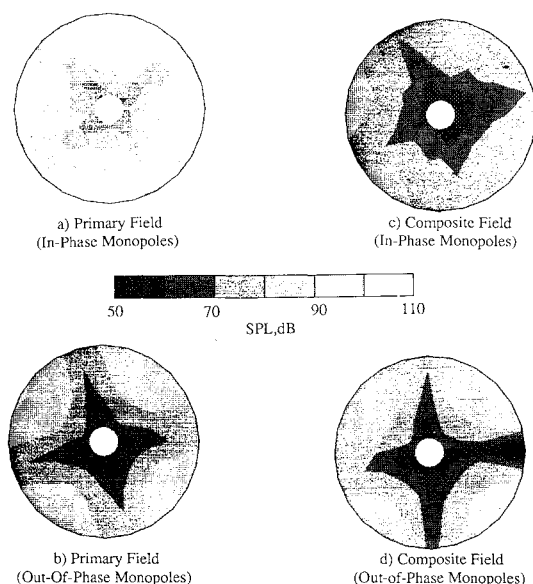 a) Primary Field
(In-Phase Monopoles)
c) Composite Field
(In-Phase Monopoles)
50 70 90 110
SPL,dB
b) Primary Field
(Out-Of-Phase Monopoles)
d) Composite Field
(Out-of-Phase Monopoles)